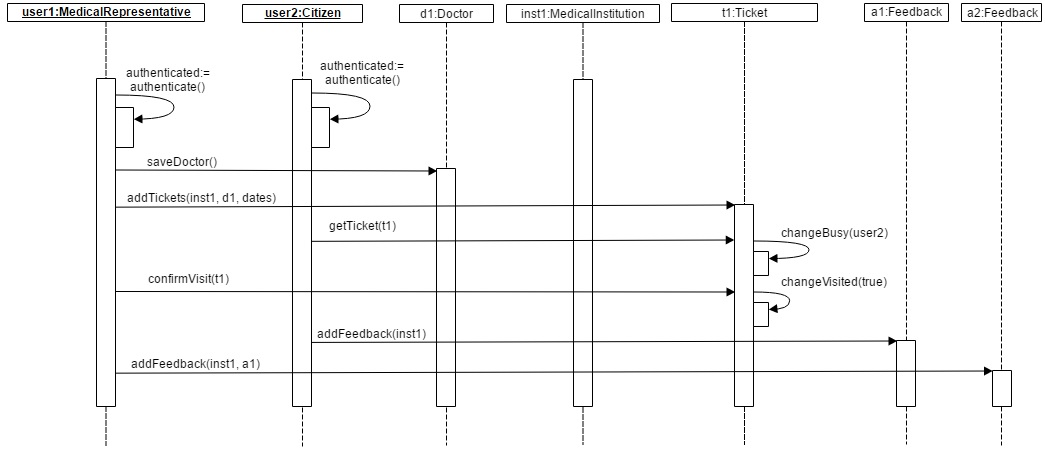 user1:MedicalRepresentative
user2:Citizen
d1:Doctor
inst1:MedicalInstitution
t1:Ticket
a1:Feedback
a2:Feedback
authenticated:=
authenticate()
authenticated:=
authenticate()
saveDoctor()
addTickets(inst1, d1, dates)
getTicket(t1)
changeBusy(user2)
confirmVisit(t1)
changeVisited(true)
addFeedback(inst1)
addFeedback(inst1, a1)